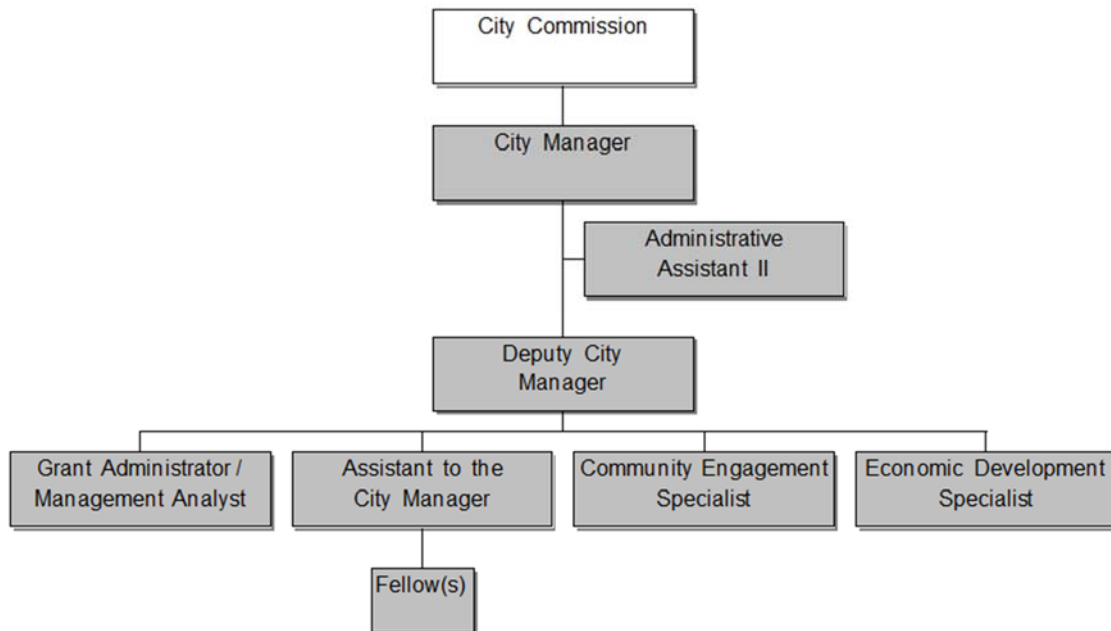 City Commission
City Manager
Administrative
Assistant II
Deputy City
Manager
Grant Administrator /
Management Analyst
Assistant to the
City Manager
Community Engagement
Specialist
Economic Development
Specialist
Fellow(s)